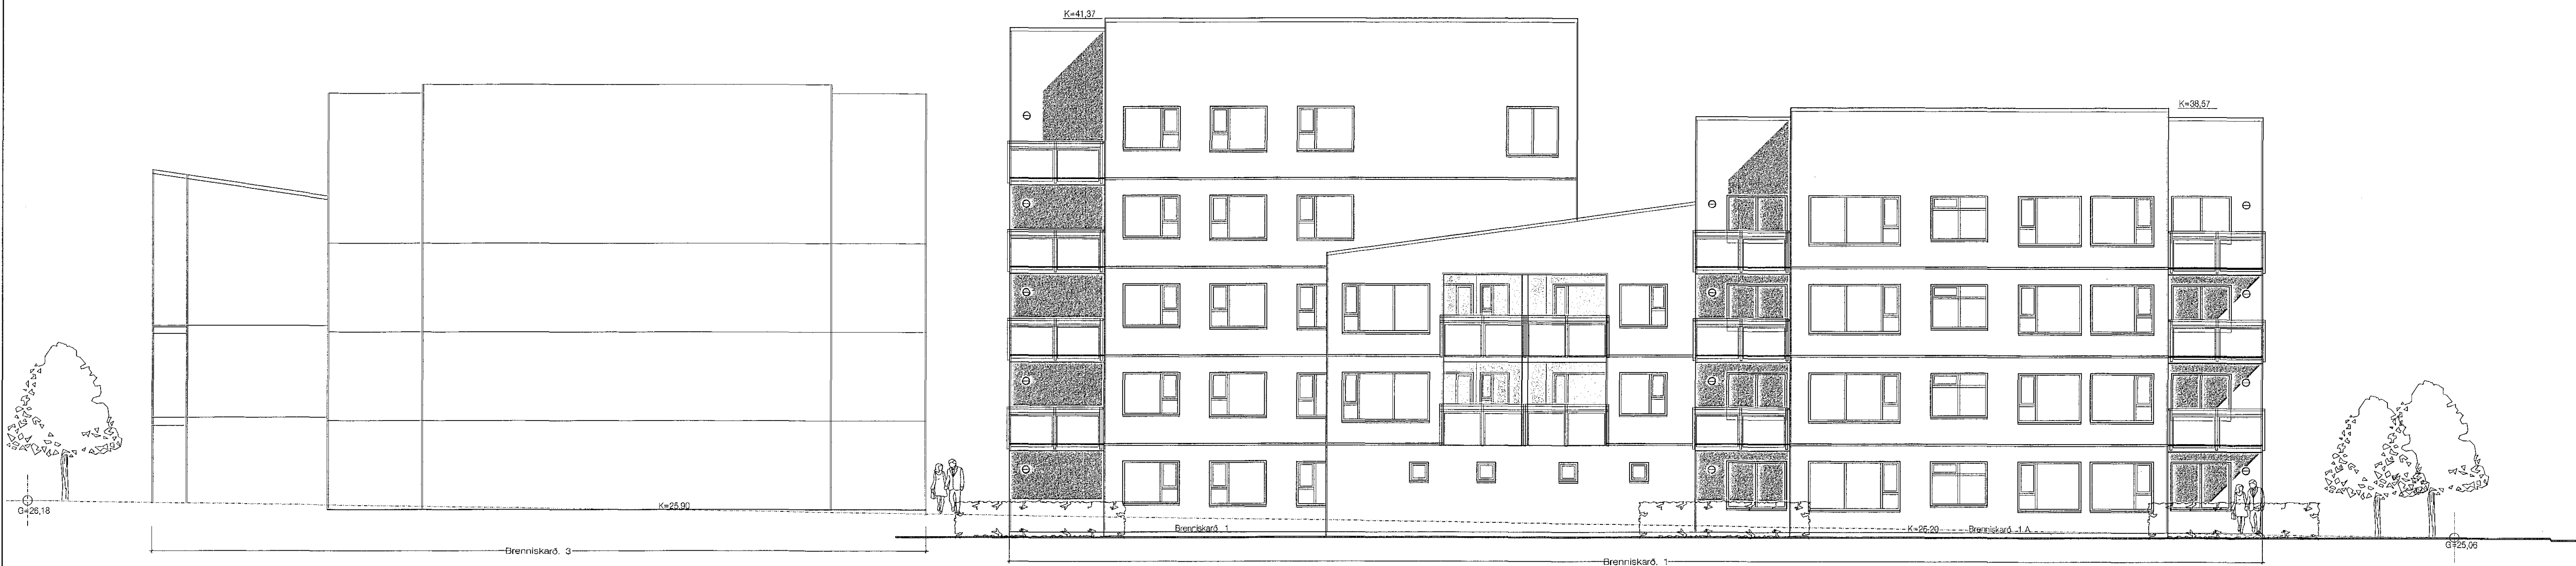 K=41,37
K=38,57
G=26,18
K=25,90
Brenniskarð. 1
K=25,20
Brenniskarð. 1 A
G=25,06
Brenniskarð. 3
Brenniskarð. 1